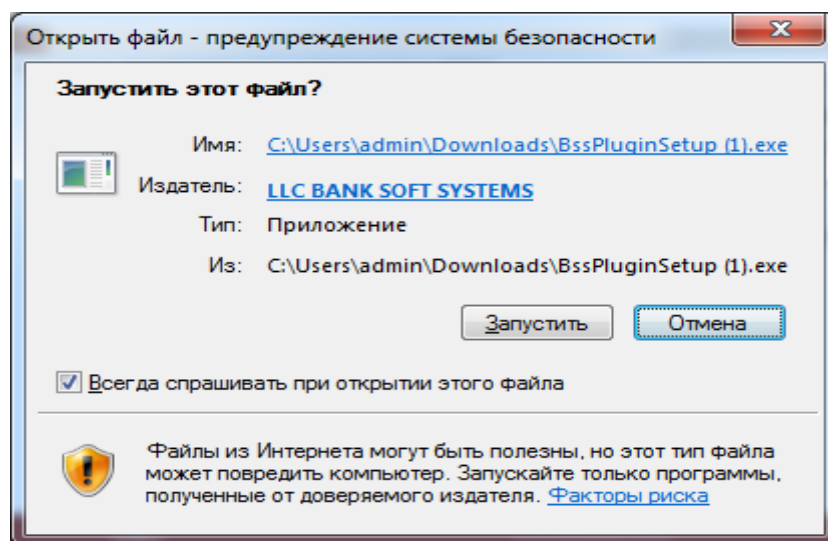 Открыть файл - предупреждение системы безопасности
Запустить этот файл?
Имя: C:\Users\admin\Downloads\BssPluginSetup (1).exe
Издатель: LLC BANK SOFT SYSTEMS
Тип: Приложение
Из: C:\Users\admin\Downloads\BssPluginSetup (1).exe
Запустить Отмена
Всегда спрашивать при открытии этого файла
Файлы из Интернета могут быть полезны, но этот тип файла
может повредить компьютер. Запускайте только программы,
полученные от доверяемого издателя. Факторы риска